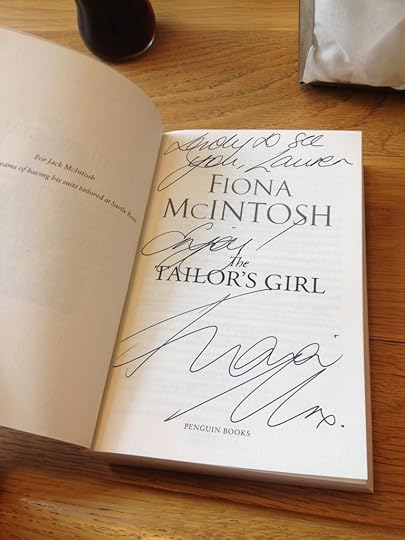 For Jack McIntosh
eams of having his suits tailored at Savile Row.
Lovely to see
you, Lauren
FIONA
McINTOSH
Enjoy!
the
TAILOR'S GIRL
x.
PENGUIN BOOKS